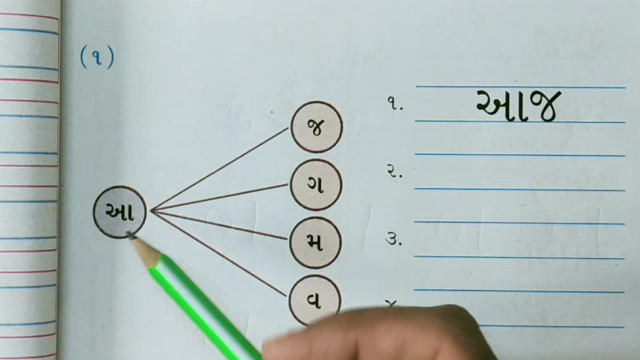 (૧)
જ
૧. આજ
ગ
૨.
આ
મ
૩.
વ